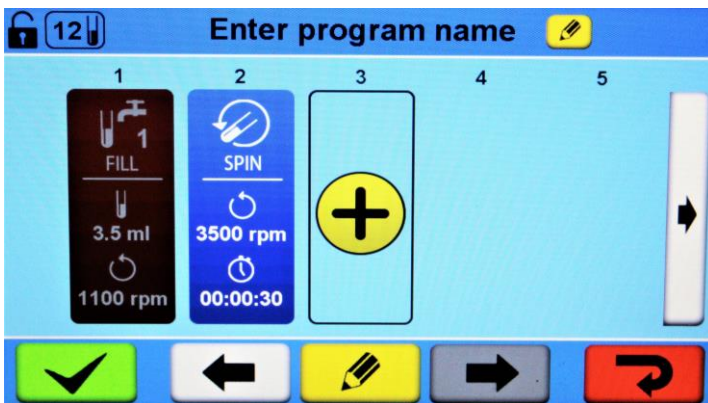 12
Enter program name
1 2 3 4 5
1
FILL
3.5 ml
1100 rpm
SPIN
3500 rpm
00:00:30